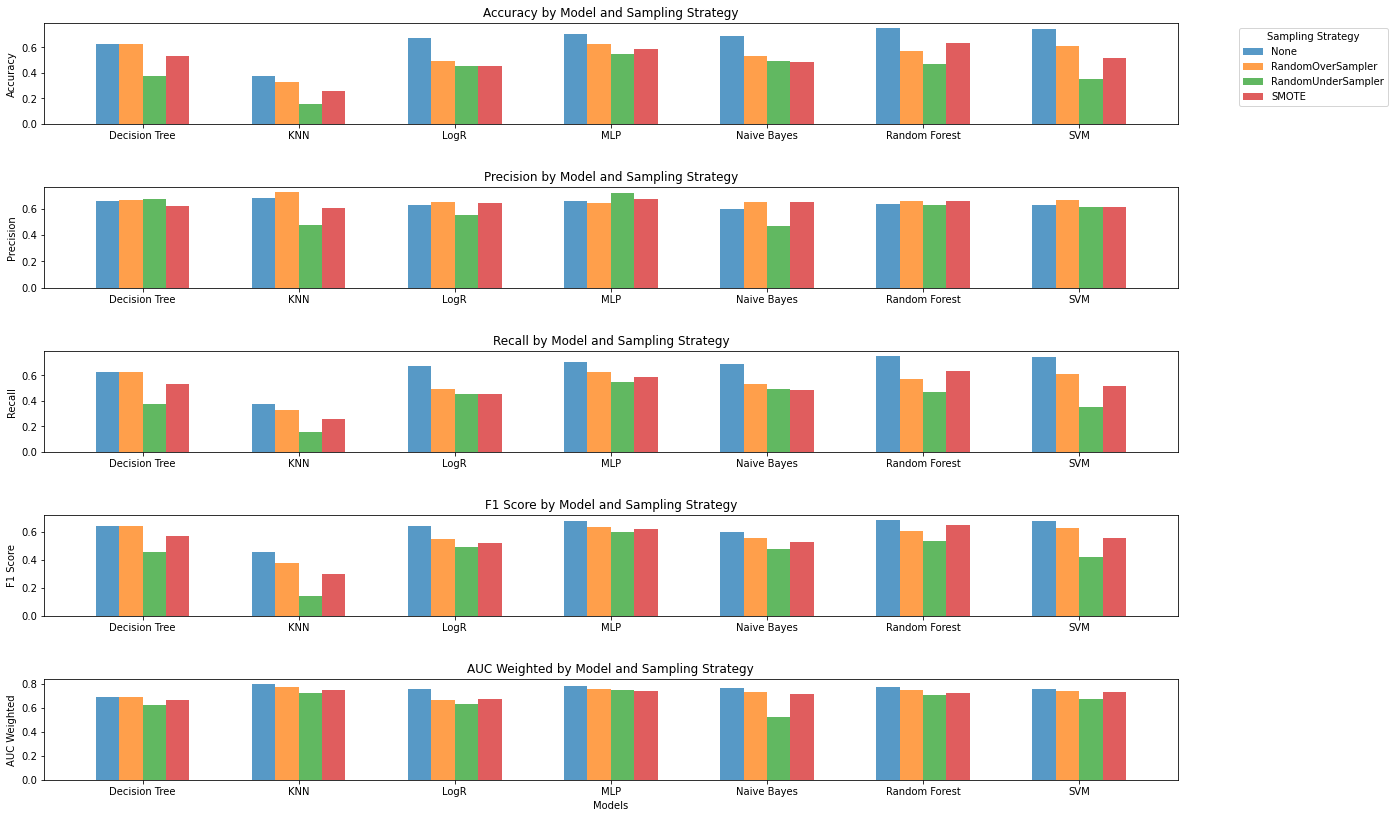 Accuracy by Model and Sampling Strategy
Accuracy
0.6
0.4
0.2
0.0
Decision Tree KNN LogR MLP Naive Bayes Random Forest SVM
Sampling Strategy
None
RandomOverSampler
RandomUnderSampler
SMOTE
Precision by Model and Sampling Strategy
Precision
0.6
0.4
0.2
0.0
Decision Tree KNN LogR MLP Naive Bayes Random Forest SVM
Recall by Model and Sampling Strategy
Recall
0.6
0.4
0.2
0.0
Decision Tree KNN LogR MLP Naive Bayes Random Forest SVM
F1 Score by Model and Sampling Strategy
F1 Score
0.6
0.4
0.2
0.0
Decision Tree KNN LogR MLP Naive Bayes Random Forest SVM
AUC Weighted by Model and Sampling Strategy
AUC Weighted
0.8
0.6
0.4
0.2
0.0
Decision Tree KNN LogR MLP Naive Bayes Random Forest SVM
Models